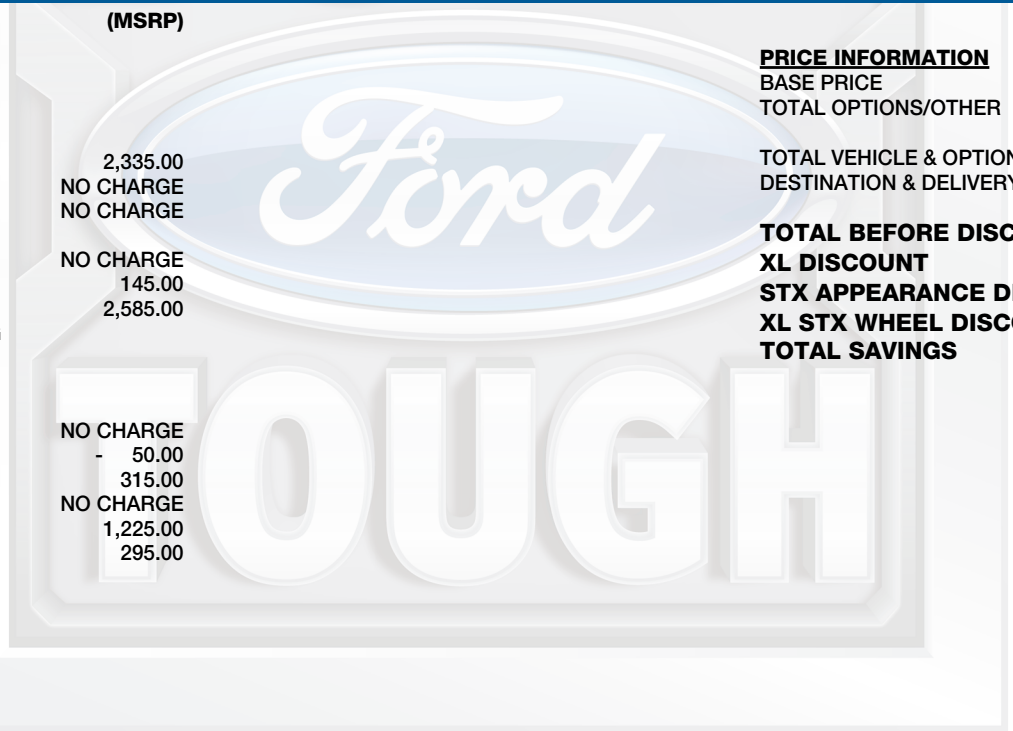 (MSRP)
2,335.00
NO CHARGE
NO CHARGE
NO CHARGE
145.00
2,585.00
NO CHARGE
- 50.00
315.00
NO CHARGE
1,225.00
295.00
PRICE INFORMATION
BASE PRICE
TOTAL OPTIONS/OTHER
TOTAL VEHICLE & OPTION
DESTINATION & DELIVERY
TOTAL BEFORE DISC
XL DISCOUNT
STX APPEARANCE D
XL STX WHEEL DISCO
TOTAL SAVINGS
Ford
TOUGH